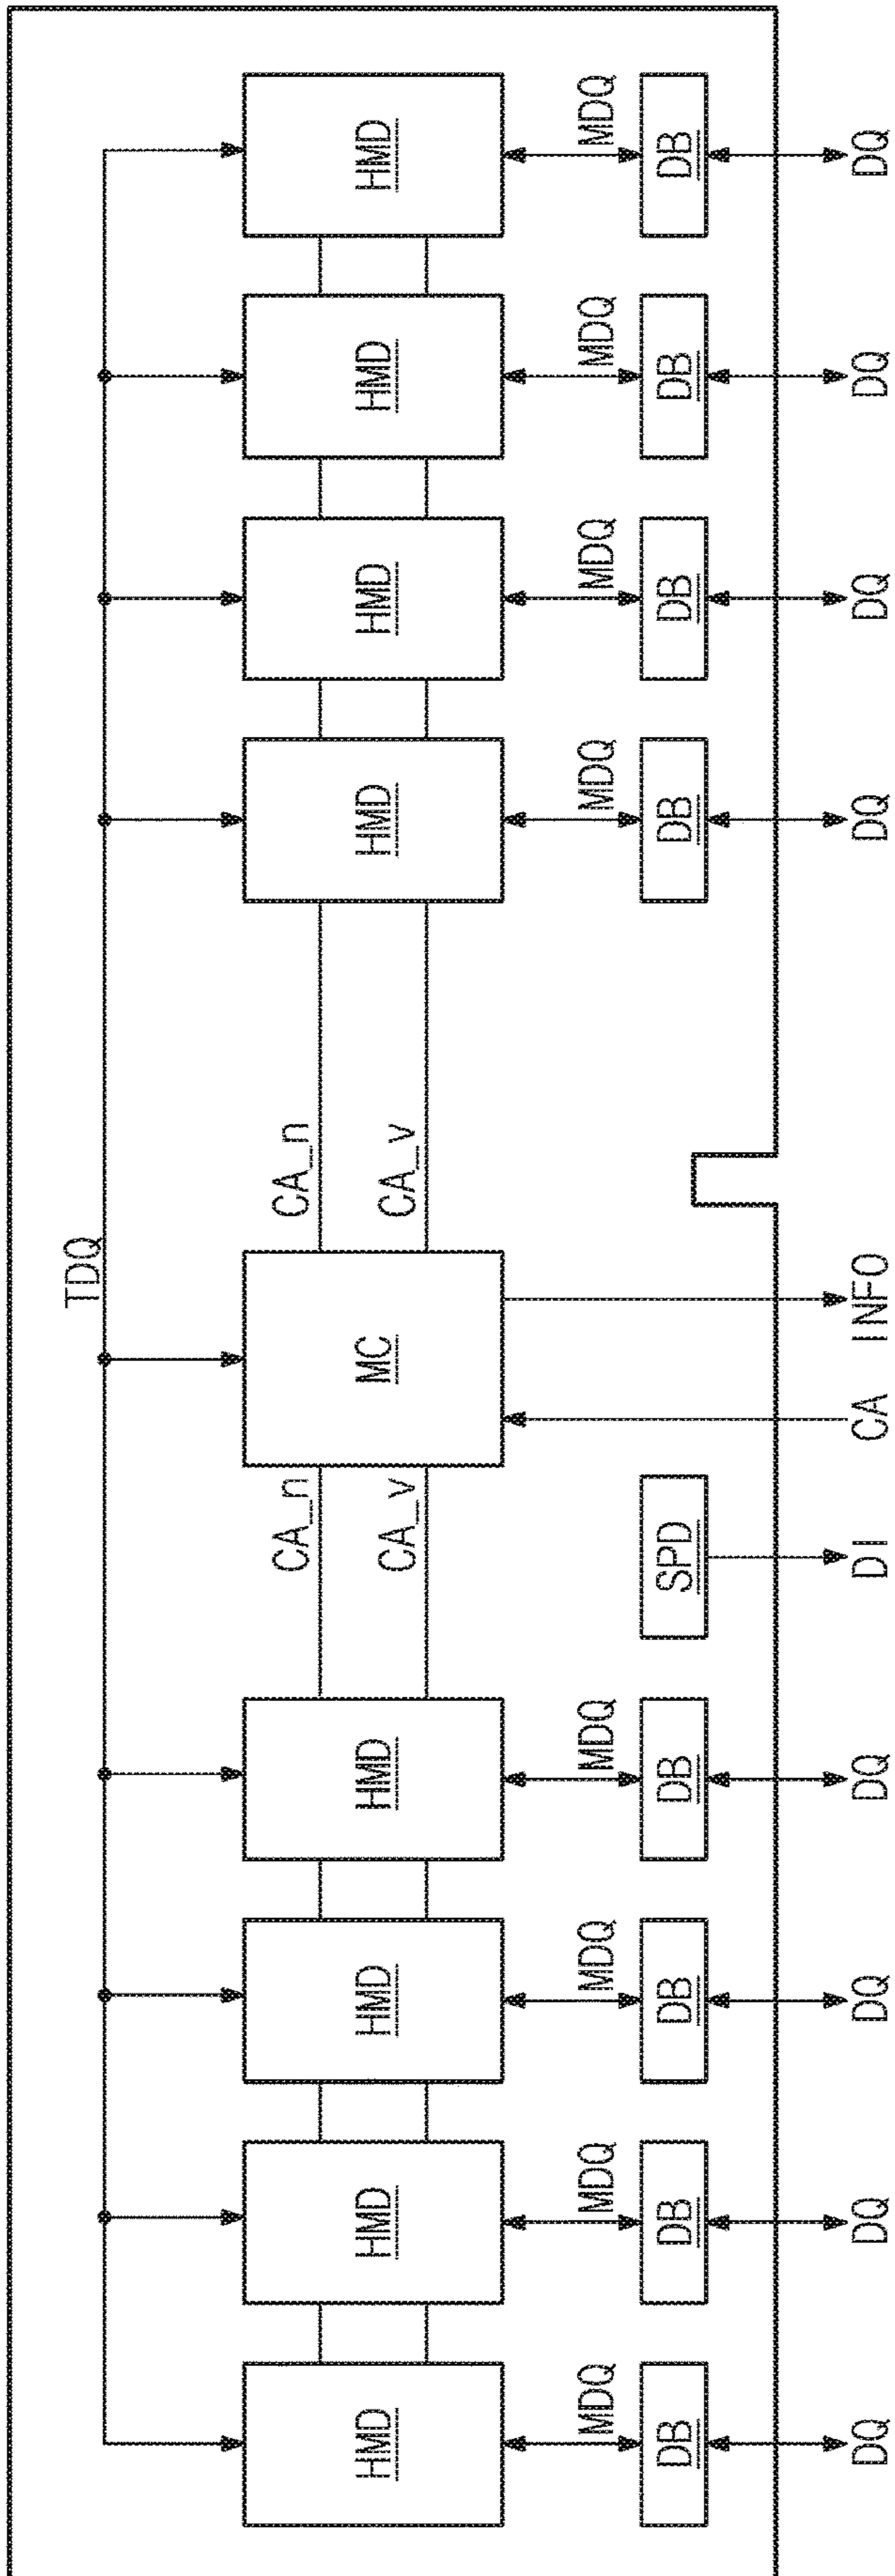 TDQ
CA_n CA_n
HMD HMD HMD HMD MC HMD HMD HMD HMD
CA_v CA_v
MDQ MDQ MDQ MDQ MDQ MDQ MDQ MDQ
DB DB DB DB SPD DB DB DB DB
DQ DQ DQ DQ DI CA INFO DQ DQ DQ DQ